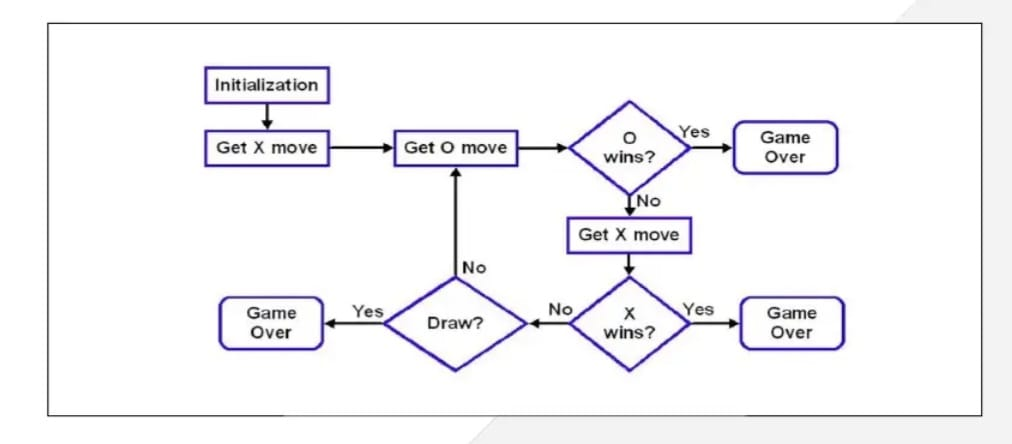 Initialization
Get X move
Get O move
O
wins?
Yes
Game
Over
No
Get X move
X
wins?
Yes
Game
Over
No
Draw?
No
Yes
Game
Over